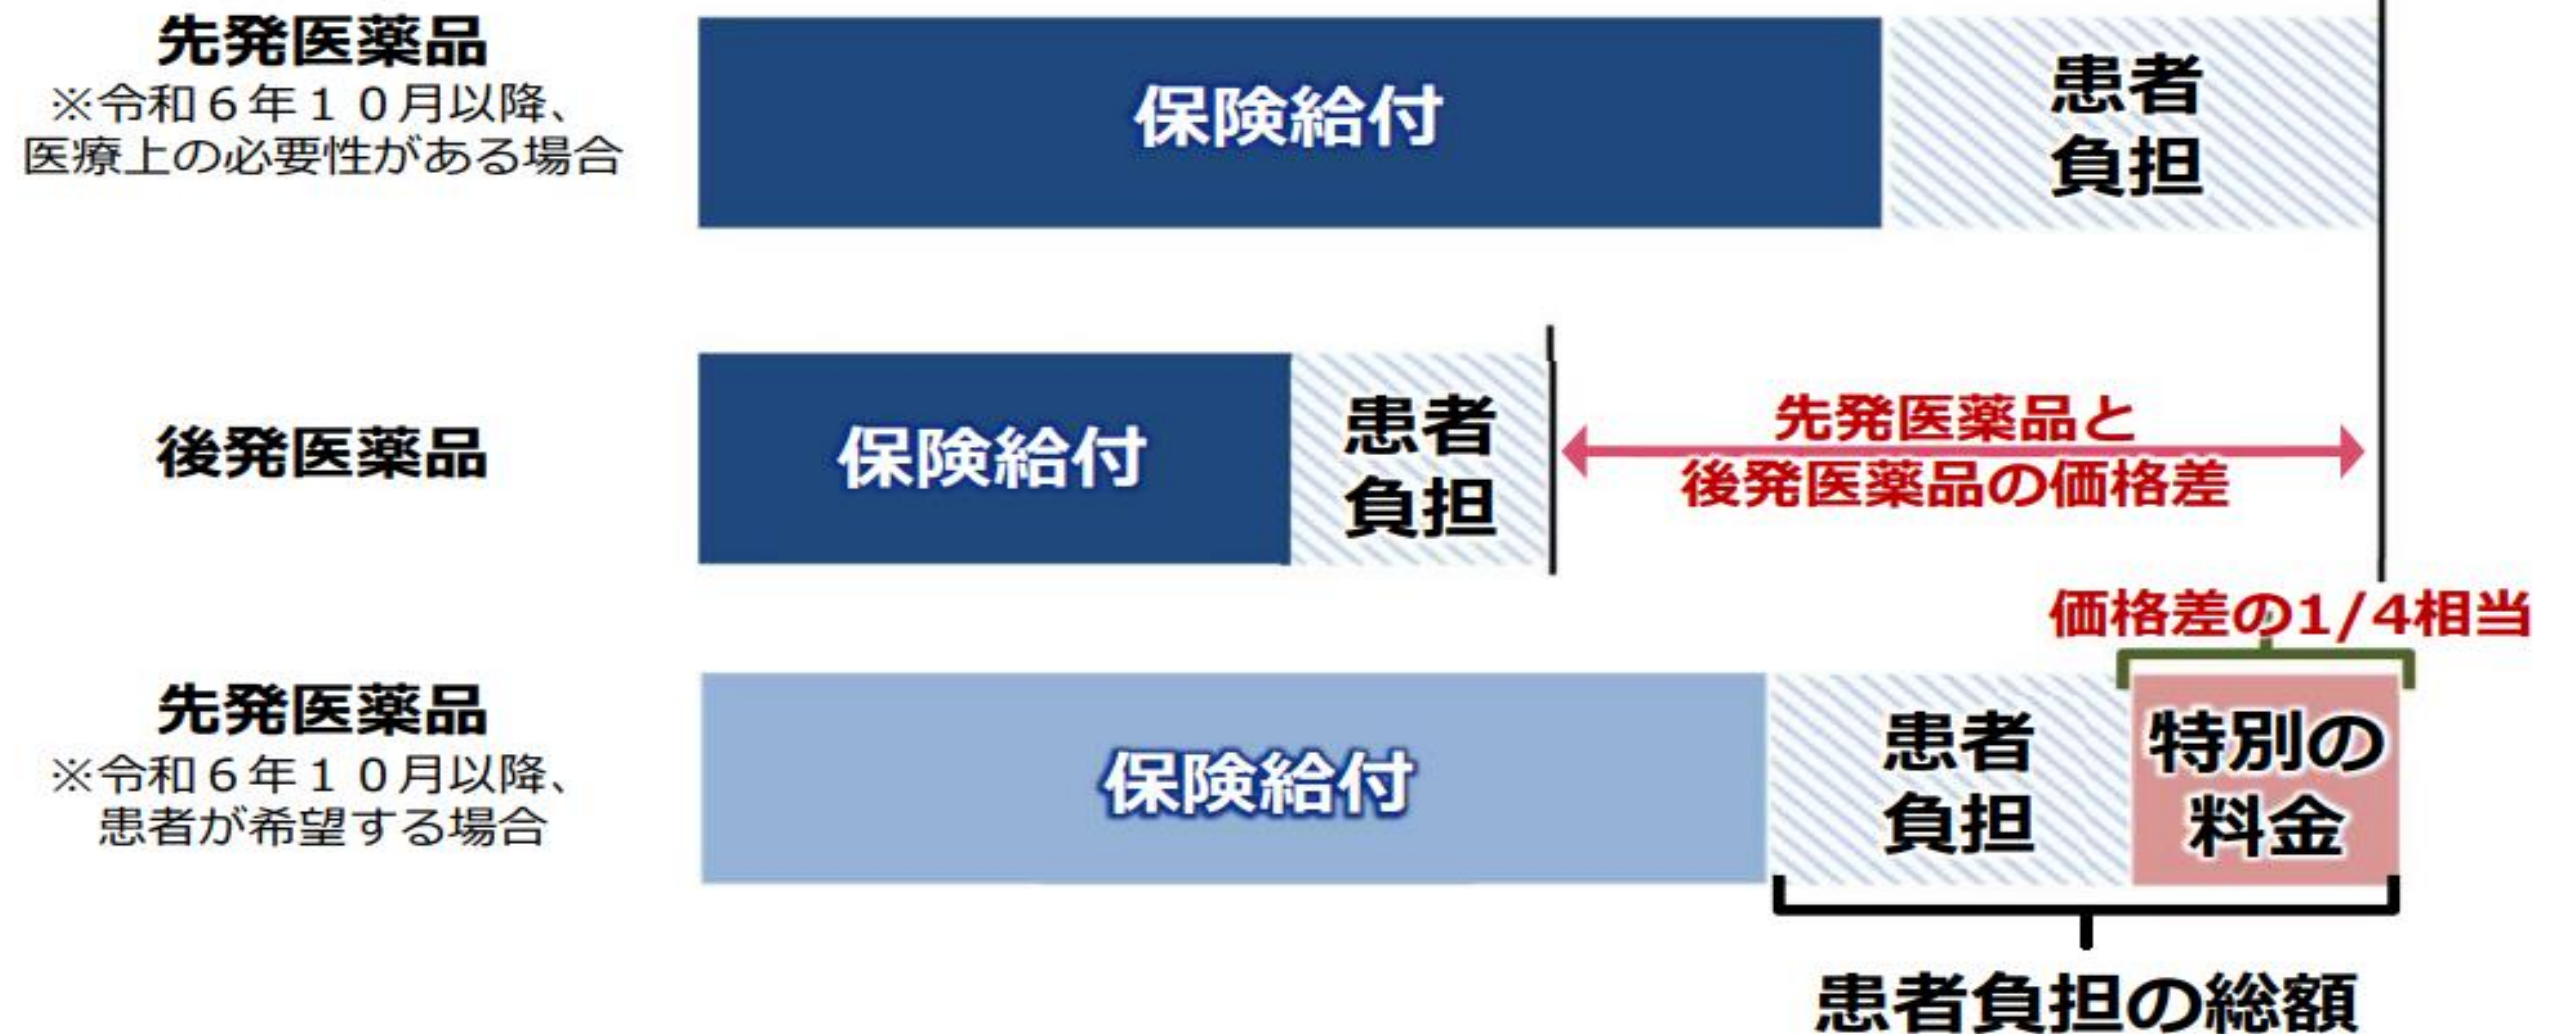 先発医薬品
※令和６年１０月以降、
医療上の必要性がある場合
保険給付
患者
負担
後発医薬品
保険給付
患者
負担
先発医薬品と
後発医薬品の価格差
価格差の1/4相当
先発医薬品
※令和６年１０月以降、
患者が希望する場合
保険給付
患者
負担
特別の
料金
患者負担の総額